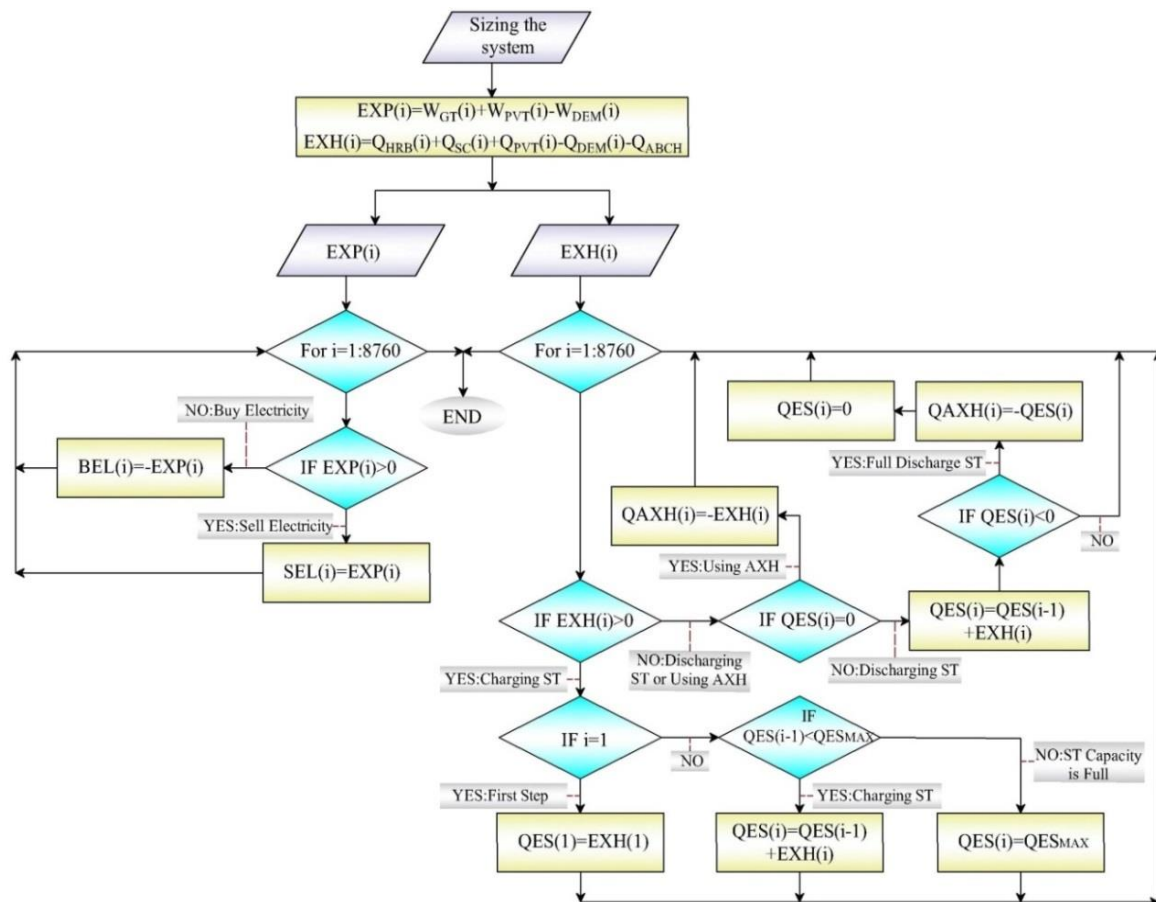 Sizing the
system
EXP(i)=W_GT(i)+W_PVT(i)-W_DEM(i)
EXH(i)=Q_HRB(i)+Q_SC(i)+Q_PVT(i)-Q_DEM(i)-Q_ABCH
EXP(i)
EXH(i)
For i=1:8760
For i=1:8760
END
NO:Buy Electricity
BEL(i)=-EXP(i)
IF EXP(i)>0
YES:Sell Electricity
SEL(i)=EXP(i)
QES(i)=0
QAXH(i)=-QES(i)
YES:Full Discharge ST
QAXH(i)=-EXH(i)
IF QES(i)<0
NO
YES:Using AXH
IF EXH(i)>0
IF QES(i)=0
QES(i)=QES(i-1)
+EXH(i)
NO:Discharging
ST or Using AXH
NO:Discharging ST
YES:Charging ST
IF i=1
NO
IF
QES(i-1)<QESMAX
NO:ST Capacity
is Full
YES:First Step
YES:Charging ST
QES(1)=EXH(1)
QES(i)=QES(i-1)
+EXH(i)
QES(i)=QESMAX